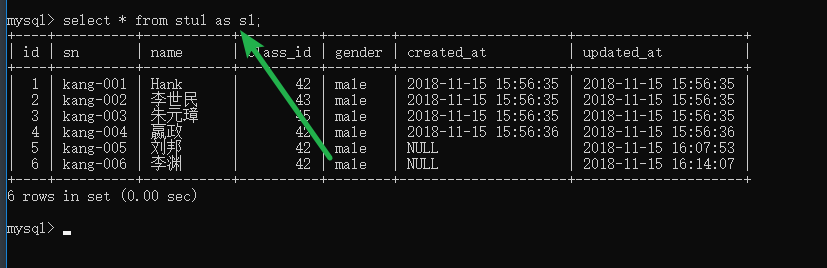 mysql> select * from stu1 as s1;
+----+----------+--------+----------+--------+---------------------+---------------------+
| id | sn | name | class_id | gender | created_at | updated_at |
+----+----------+--------+----------+--------+---------------------+---------------------+
| 1 | kang-001 | Hank | 42 | male | 2018-11-15 15:56:35 | 2018-11-15 15:56:35 |
| 2 | kang-002 | 李世民 | 43 | male | 2018-11-15 15:56:35 | 2018-11-15 15:56:35 |
| 3 | kang-003 | 朱元璋 | 45 | male | 2018-11-15 15:56:35 | 2018-11-15 15:56:35 |
| 4 | kang-004 | 嬴政 | 42 | male | 2018-11-15 15:56:36 | 2018-11-15 15:56:36 |
| 5 | kang-005 | 刘邦 | 42 | male | NULL | 2018-11-15 16:07:53 |
| 6 | kang-006 | 李渊 | 42 | male | NULL | 2018-11-15 16:14:07 |
+----+----------+--------+----------+--------+---------------------+---------------------+
6 rows in set (0.00 sec)
mysql>